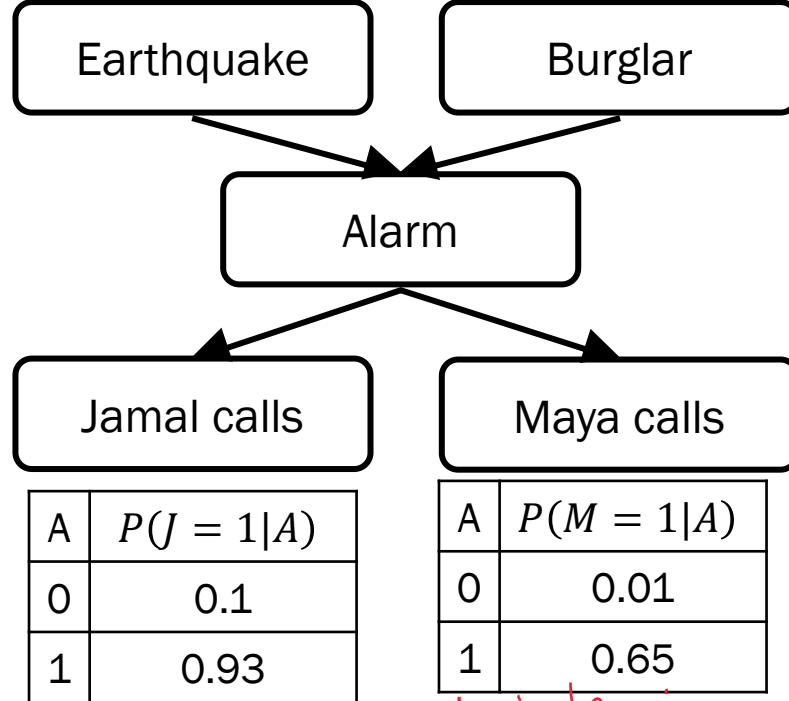 Earthquake
Burglar
Alarm
Jamal calls
Maya calls
A P(J = 1|A)
0 0.1
1 0.93
A P(M = 1|A)
0 0.01
1 0.65